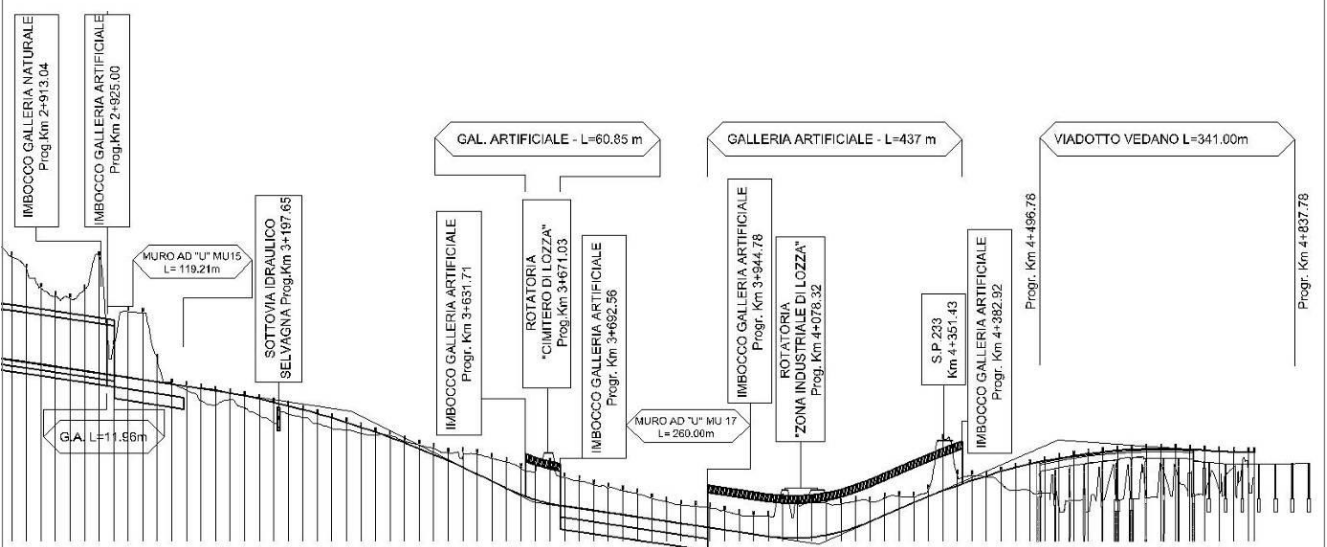 IMBOCCO GALLERIA NATURALE
Prog.Km 2+913.04
IMBOCCO GALLERIA ARTIFICIALE
Prog.Km 2+925.00
MURO AD "U" MU15
L= 119.21m
G.A. L=11.96m
SOTTOVIA IDRAULICO
SELVAGNA Prog.Km 3+197.65
GAL. ARTIFICIALE - L=60.85 m
IMBOCCO GALLERIA ARTIFICIALE
Progr. Km 3+631.71
ROTATORIA
"CIMITERO DI LOZZA"
Prog.Km 3+671.03
IMBOCCO GALLERIA ARTIFICIALE
Progr. Km 3+692.56
MURO AD "U" MU 17
L= 260.00m
GALLERIA ARTIFICIALE - L=437 m
IMBOCCO GALLERIA ARTIFICIALE
Progr. Km 3+944.78
ROTATORIA
"ZONA INDUSTRIALE DI LOZZA"
Prog. Km 4+078.32
S.P.233
Km 4+351.43
IMBOCCO GALLERIA ARTIFICIALE
Progr. Km 4+382.92
VIADOTTO VEDANO L=341.00m
Progr. Km 4+496.78
Progr. Km 4+837.78